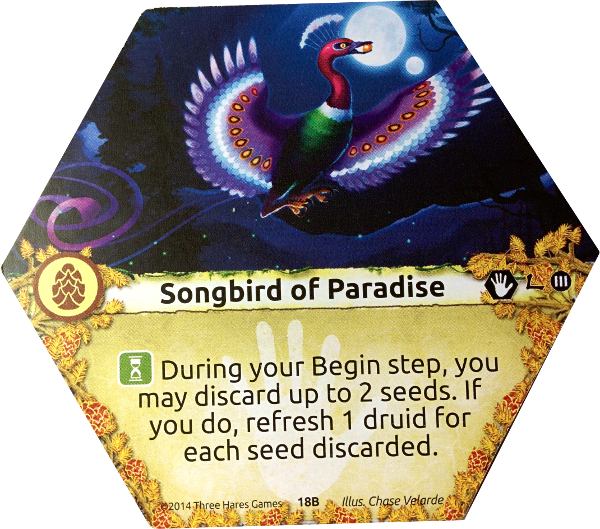 Songbird of Paradise
III
During your Begin step, you
may discard up to 2 seeds. If
you do, refresh 1 druid for
each seed discarded.
©2014 Three Hares Games 18B Illus. Chase Velarde